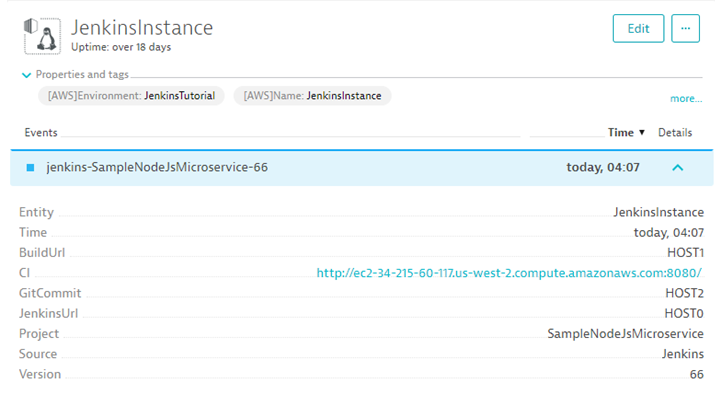 JenkinsInstance
Uptime: over 18 days
Edit ...
Properties and tags
[AWS]Environment: JenkinsTutorial [AWS]Name: JenkinsInstance
more...
Events Time ▼ Details
jenkins-SampleNodeJsMicroservice-66 today, 04:07
Entity JenkinsInstance
Time today, 04:07
BuildUrl HOST1
CI http://ec2-34-215-60-117.us-west-2.compute.amazonaws.com:8080/
GitCommit HOST2
JenkinsUrl HOST0
Project SampleNodeJsMicroservice
Source Jenkins
Version 66